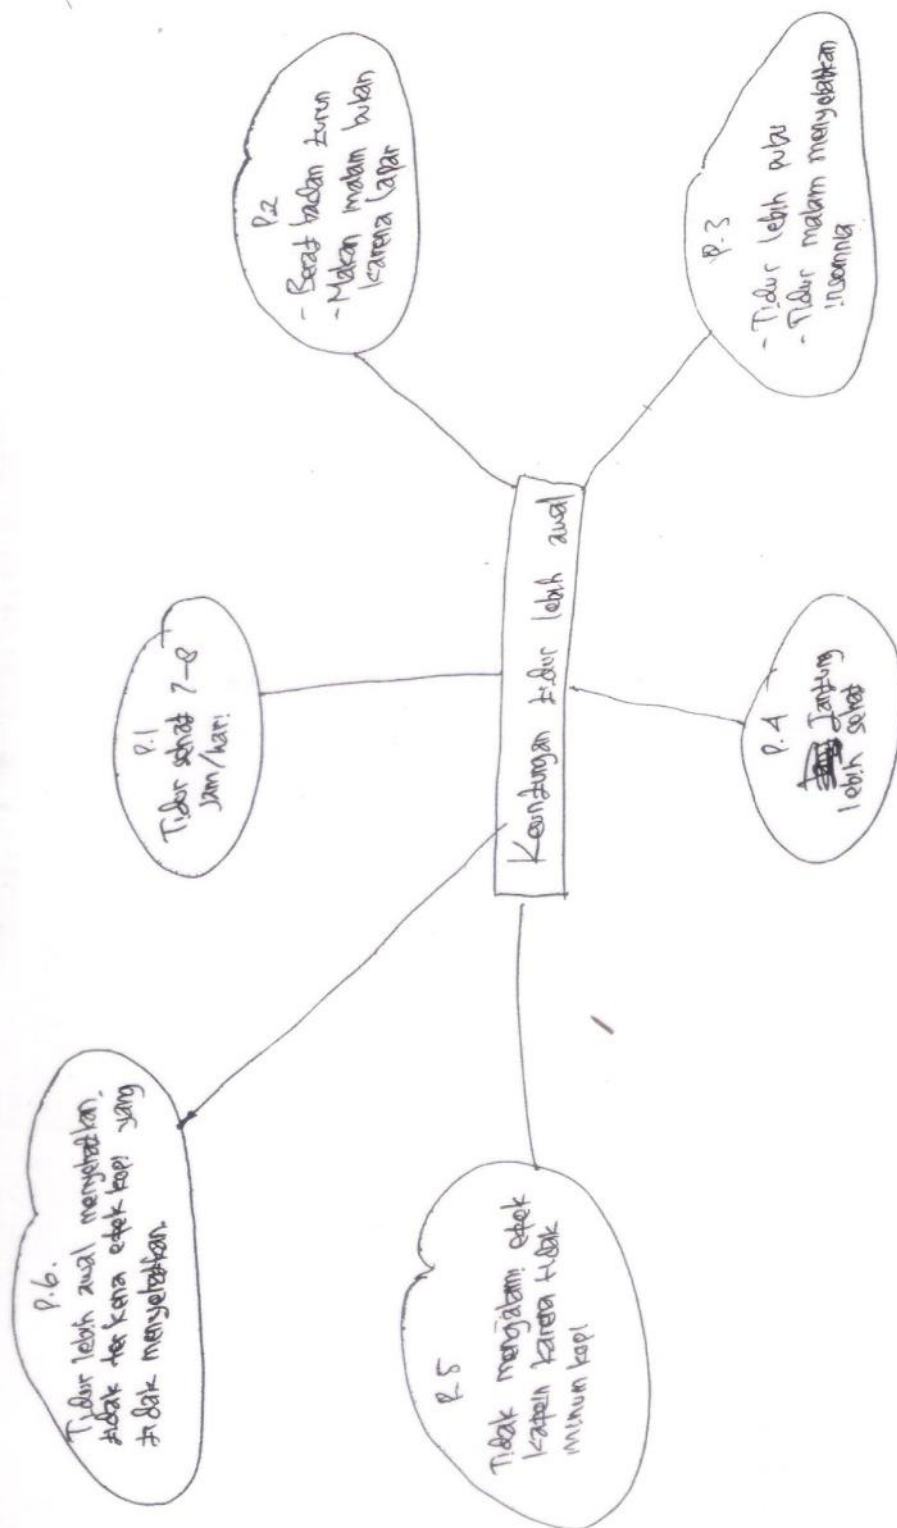 Keuntungan tidur lebih awal
P.1
Tidur sehat 7-8
jam/hari
P.2
- Berat badan turun
- Makan malam bukan
karena lapar
P.3
- Tidur lebih
- Tidur malam menyebabkan
insomnia
P.4
Jantung
lebih sehat
P.5
Tidak mengalami efek
kafein karena tidak
minum kopi
P.6.
Tidur lebih awal menyehatkan.
tidak terkena efek kopi yang
tidak menyehatkan.